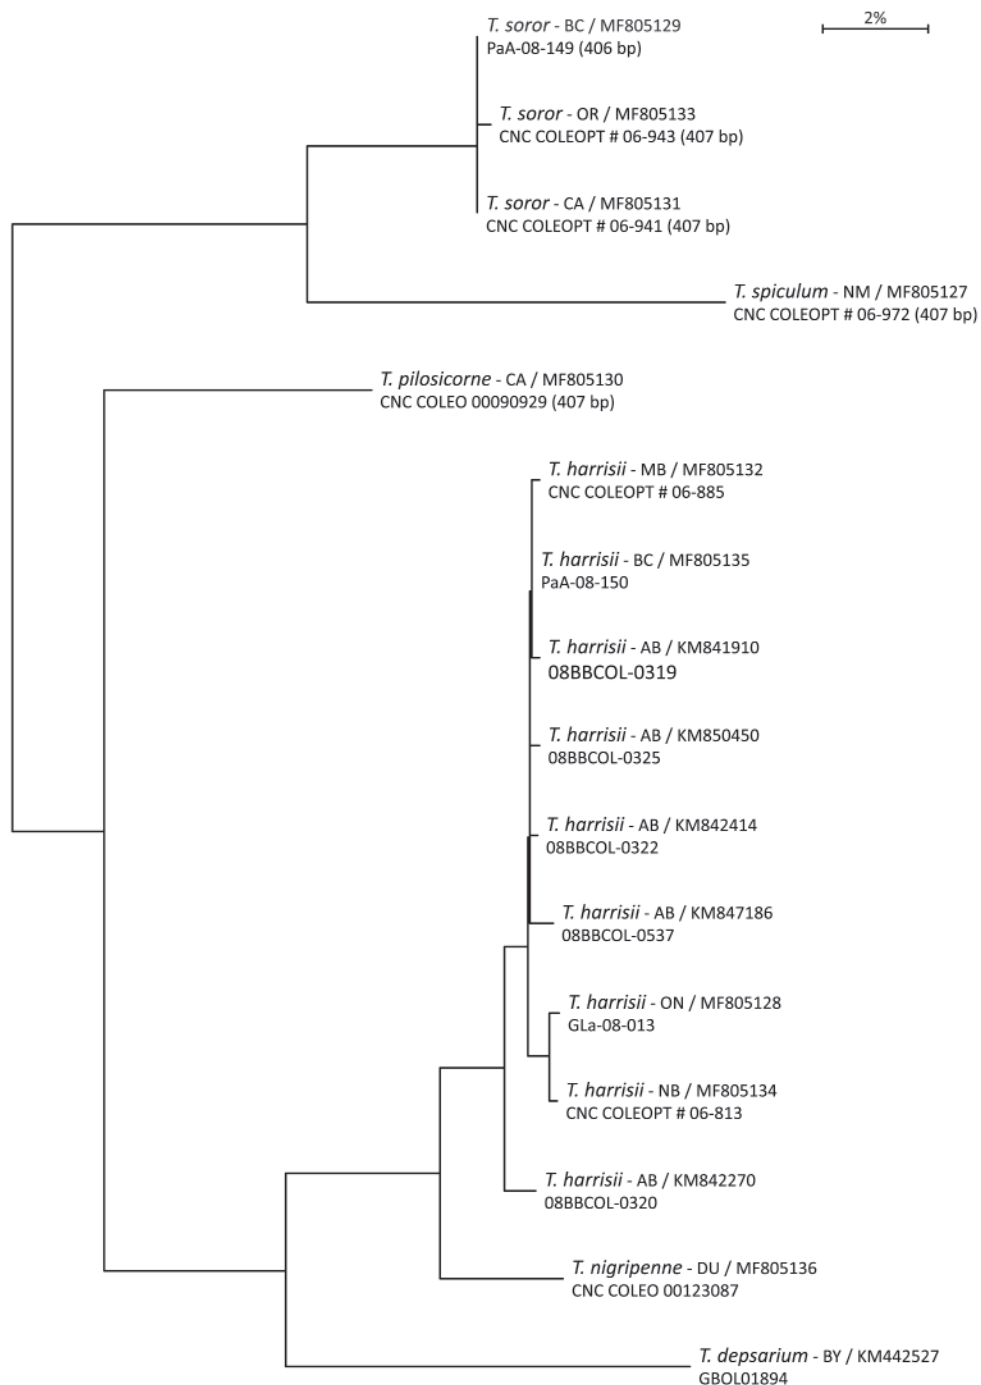 T. soror - BC / MF805129
2%
PaA-08-149 (406 bp)
T. soror - OR / MF805133
CNC COLEOPT # 06-943 (407 bp)
T. soror - CA / MF805131
CNC COLEOPT # 06-941 (407 bp)
T. spiculum - NM / MF805127
CNC COLEOPT # 06-972 (407 bp)
T. pilosicorne - CA / MF805130
CNC COLEO 00090929 (407 bp)
T. harrisii - MB / MF805132
CNC COLEOPT # 06-885
T. harrisii - BC / MF805135
PaA-08-150
T. harrisii - AB / KM841910
08BBCOL-0319
T. harrisii - AB / KM850450
08BBCOL-0325
T. harrisii - AB / KM842414
08BBCOL-0322
T. harrisii - AB / KM847186
08BBCOL-0537
T. harrisii - ON / MF805128
GLa-08-013
T. harrisii - NB / MF805134
CNC COLEOPT # 06-813
T. harrisii - AB / KM842270
08BBCOL-0320
T. nigripenne - DU / MF805136
CNC COLEO 00123087
T. depsarium - BY / KM442527
GBOL01894